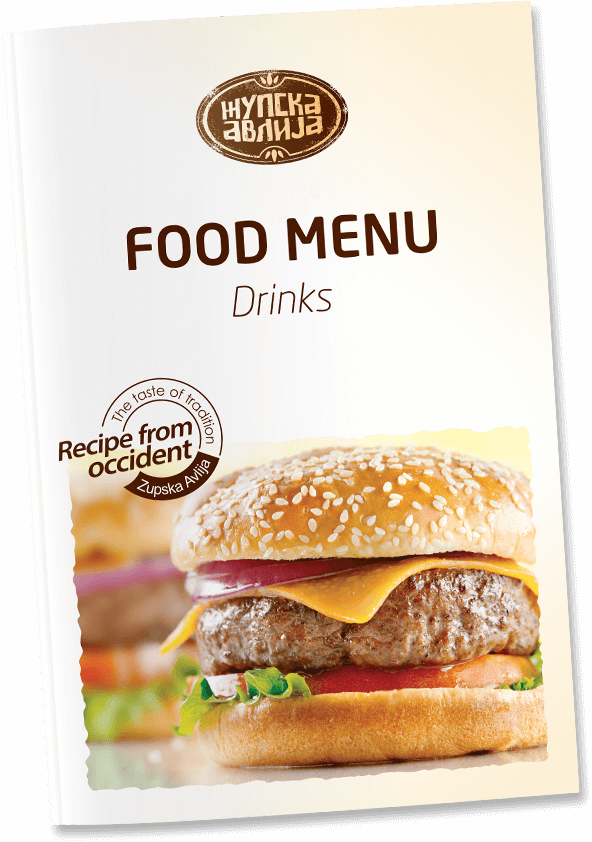 ЖУПСКА
АВЛИЈА
FOOD MENU
Drinks
The taste of tradition
Recipe from
occident
Zupska Avlija